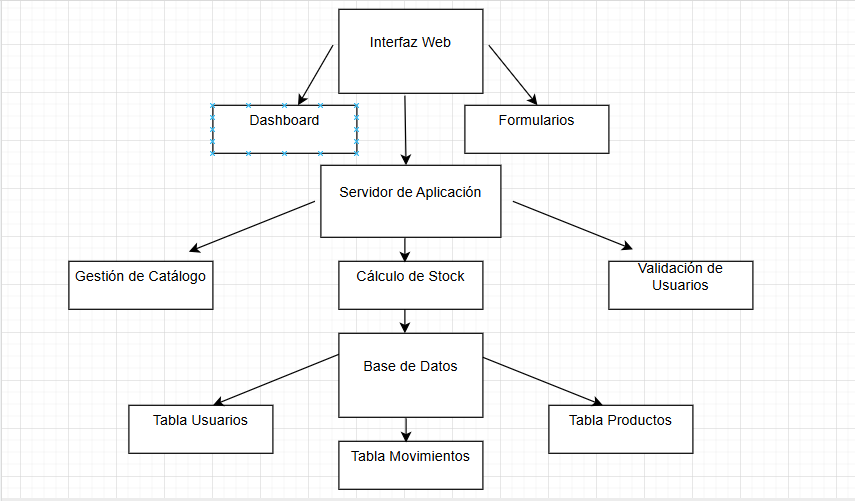 Interfaz Web
Dashboard
Formularios
Servidor de Aplicación
Gestión de Catálogo
Cálculo de Stock
Validación de
Usuarios
Base de Datos
Tabla Usuarios
Tabla Productos
Tabla Movimientos